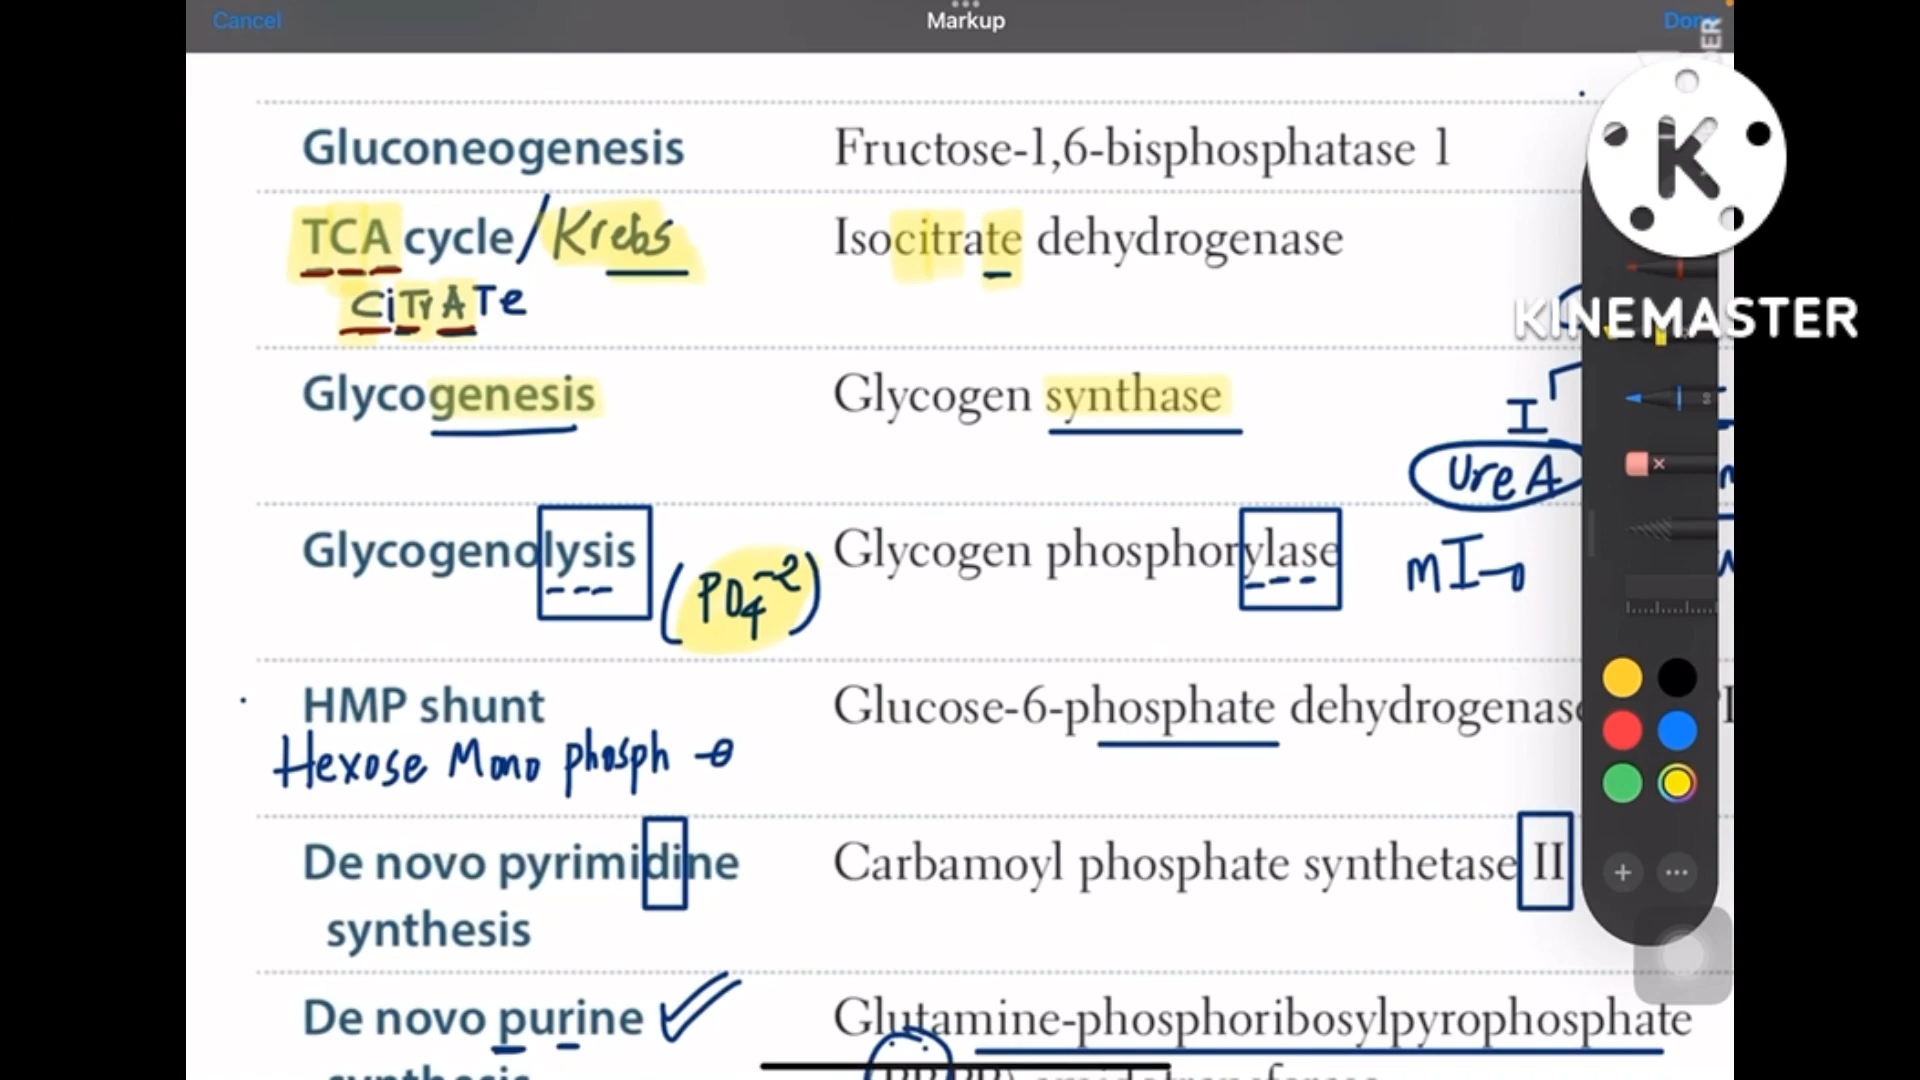 Cancel
Markup
Gluconeogenesis
Fructose-1,6-bisphosphatase 1
TCA cycle/Krebs
Isocitrate dehydrogenase
CiTrATe
KINEMASTER
Glycogenesis
Glycogen synthase
I
UreA
Glycogenolysis
(PO4-2)
Glycogen phosphorylase
mI
HMP shunt
Glucose-6-phosphate dehydrogenase
Hexose Mono phosph
De novo pyrimidine
Carbamoyl phosphate synthetase II
synthesis
De novo purine
Glutamine-phosphoribosylpyrophosphate